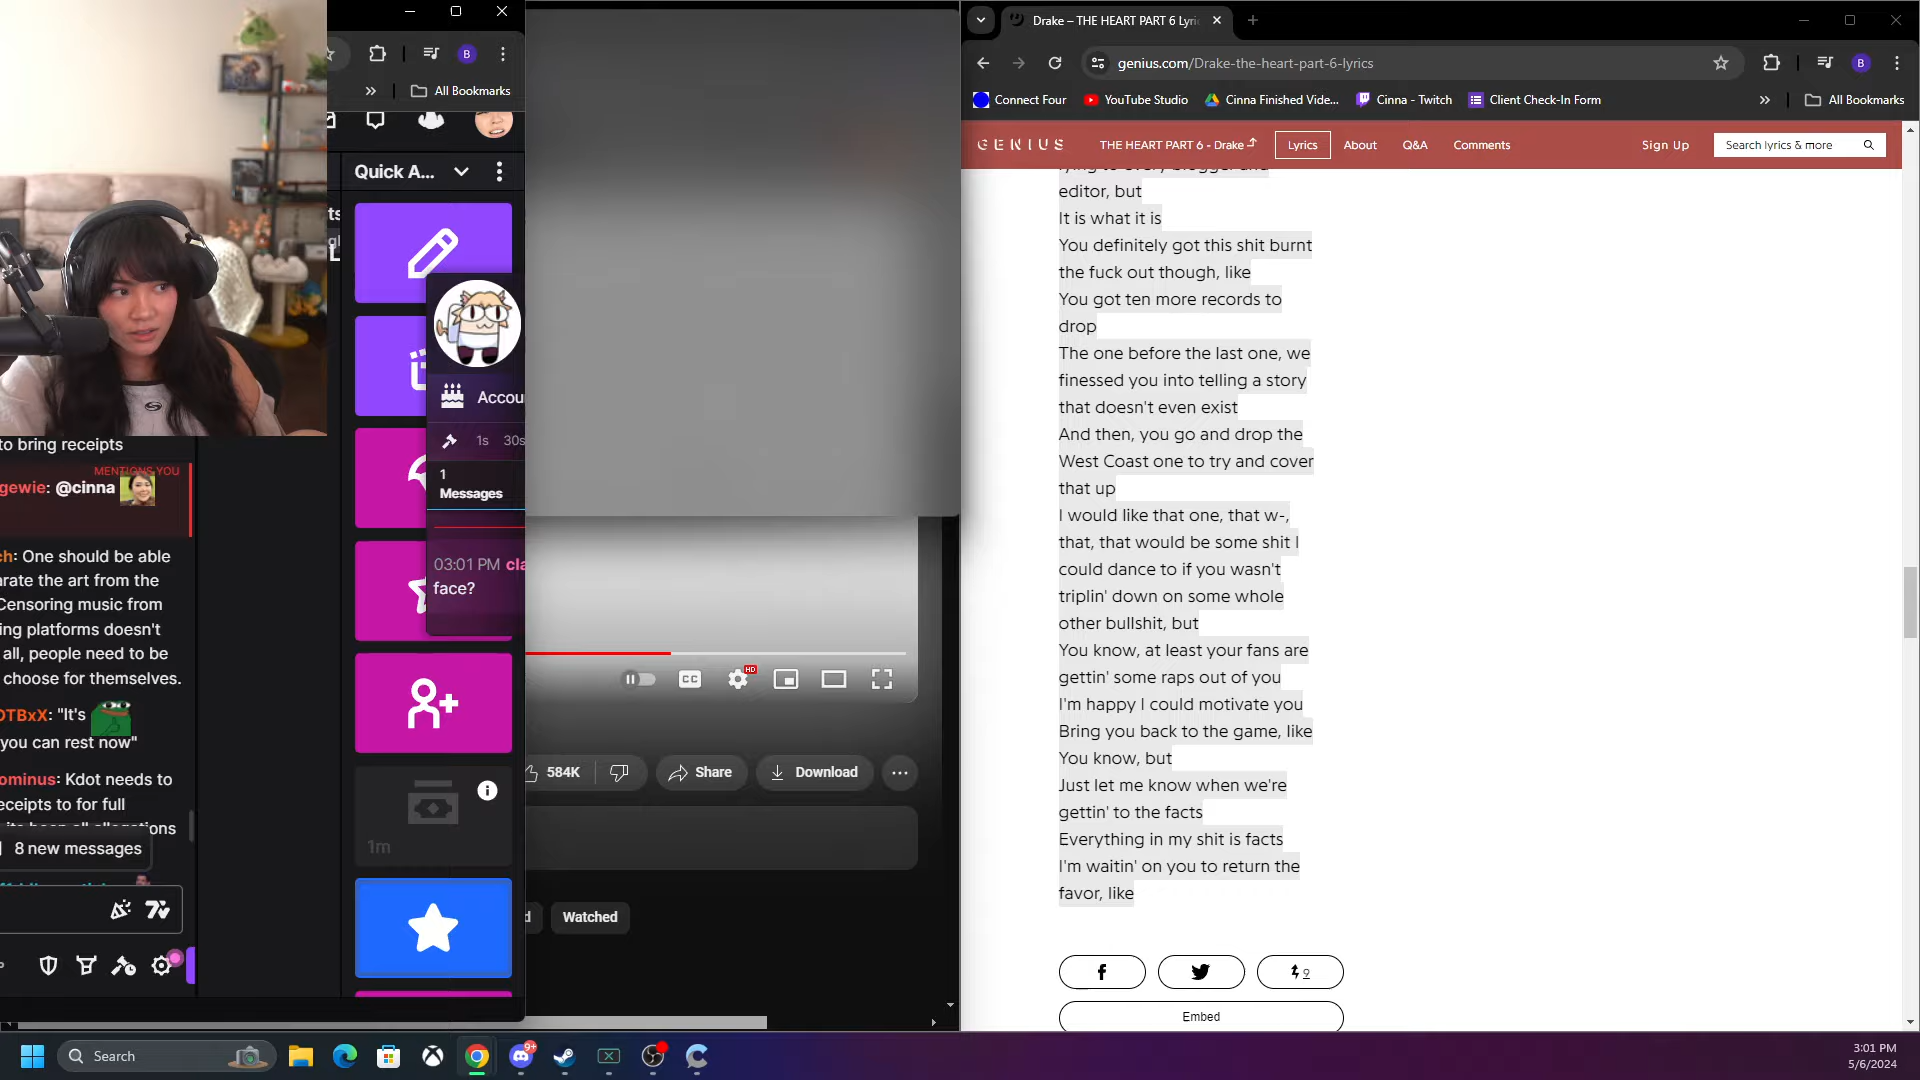 Drake – THE HEART PART 6 Lyri
genius.com/Drake-the-heart-part-6-lyrics
Connect Four
YouTube Studio
Cinna Finished Vide...
Cinna - Twitch
Client Check-In Form
»
All Bookmarks
B
»
All Bookmarks
B
GENIUS
THE HEART PART 6 - Drake
Lyrics
About
Q&A
Comments
Sign Up
Search lyrics & more
editor, but
It is what it is
You definitely got this shit burnt
the fuck out though, like
You got ten more records to
drop
The one before the last one, we
finessed you into telling a story
that doesn't even exist
And then, you go and drop the
West Coast one to try and cover
that up
I would like that one, that w-,
that, that would be some shit I
could dance to if you wasn't
triplin' down on some whole
other bullshit, but
You know, at least your fans are
gettin' some raps out of you
I'm happy I could motivate you
Bring you back to the game, like
You know, but
Just let me know when we're
gettin' to the facts
Everything in my shit is facts
I'm waitin' on you to return the
favor, like
9
Embed
Quick A...
Accou
1s 30s
1
Messages
03:01 PM cla
face?
1m
to bring receipts
MENTIONS YOU
gewie: @cinna
ch: One should be able
arate the art from the
Censoring music from
ing platforms doesn't
all, people need to be
choose for themselves.
OTBxX: "It's
you can rest now"
ominus: Kdot needs to
eceipts to for full
8 new messages
CC
HD
584K
Share
Download
d
Watched
Search
9+
3:01 PM
5/6/2024